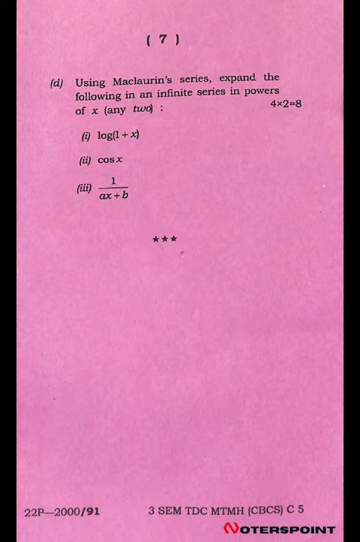 ( 7 )
(d) Using Maclaurin's series, expand the
following in an infinite series in powers
of x (any two) : 4×2=8
(i) log(1 + x)
(ii) cos x
(iii) 1/(ax + b)
★★★
22P—2000/91 3 SEM TDC MTMH (CBCS) C 5
NOTERSPOINT